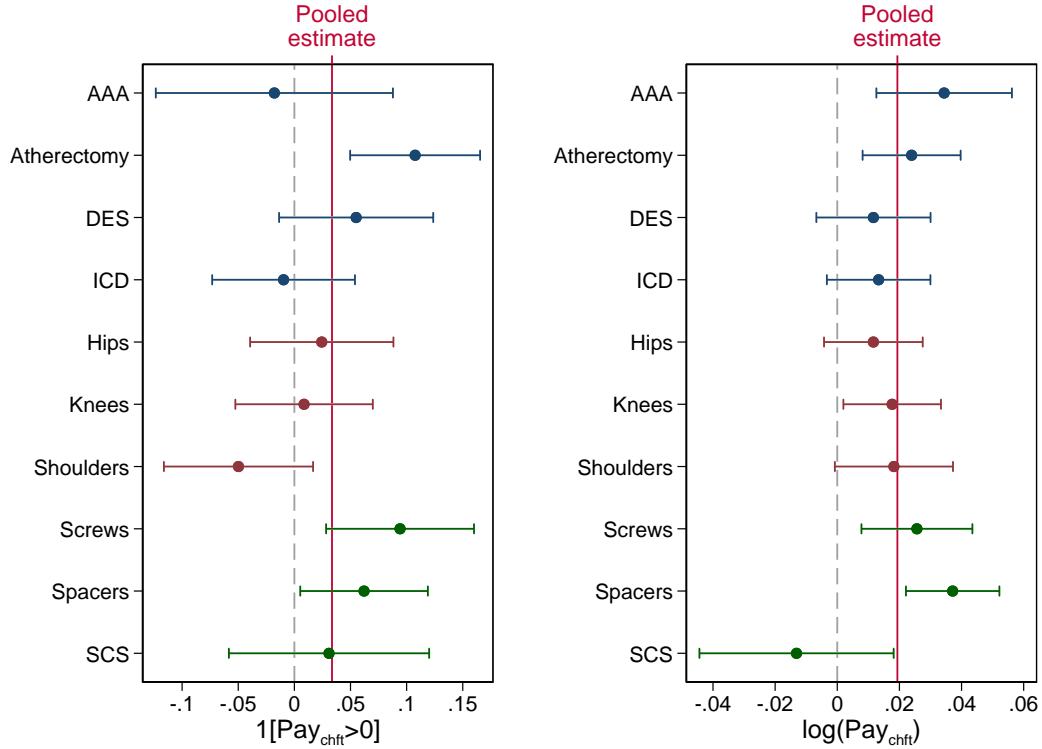 Pooled
estimate
AAA
Atherectomy
DES
ICD
Hips
Knees
Shoulders
Screws
Spacers
SCS
-.1 -.05 0 .05 .1 .15
1[Pay_chft>0]
Pooled
estimate
AAA
Atherectomy
DES
ICD
Hips
Knees
Shoulders
Screws
Spacers
SCS
-.04 -.02 0 .02 .04 .06
log(Pay_chft)